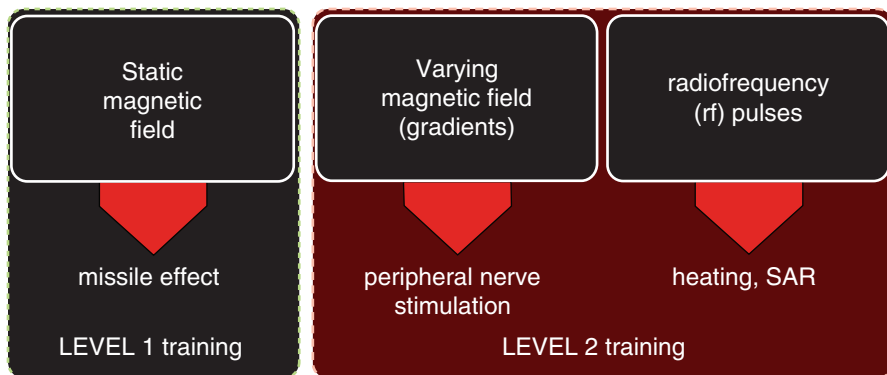 Static
magnetic
field
missile effect
LEVEL 1 training
Varying
magnetic field
(gradients)
peripheral nerve
stimulation
radiofrequency
(rf) pulses
heating, SAR
LEVEL 2 training